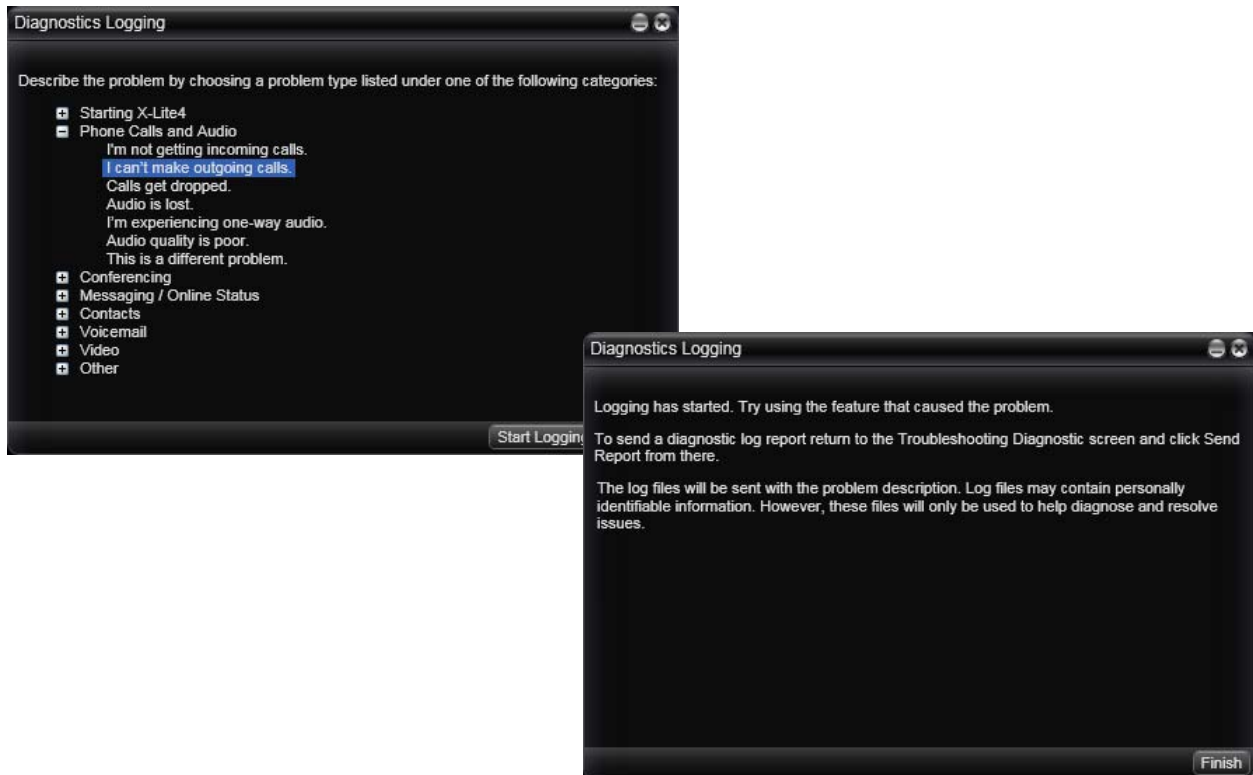 Diagnostics Logging
Describe the problem by choosing a problem type listed under one of the following categories:
Starting X-Lite4
Phone Calls and Audio
I'm not getting incoming calls.
I can't make outgoing calls.
Calls get dropped.
Audio is lost.
I'm experiencing one-way audio.
Audio quality is poor.
This is a different problem.
Conferencing
Messaging / Online Status
Contacts
Voicemail
Video
Other
Start Logging
Diagnostics Logging
Logging has started. Try using the feature that caused the problem.
To send a diagnostic log report return to the Troubleshooting Diagnostic screen and click Send
Report from there.
The log files will be sent with the problem description. Log files may contain personally
identifiable information. However, these files will only be used to help diagnose and resolve
issues.
Finish